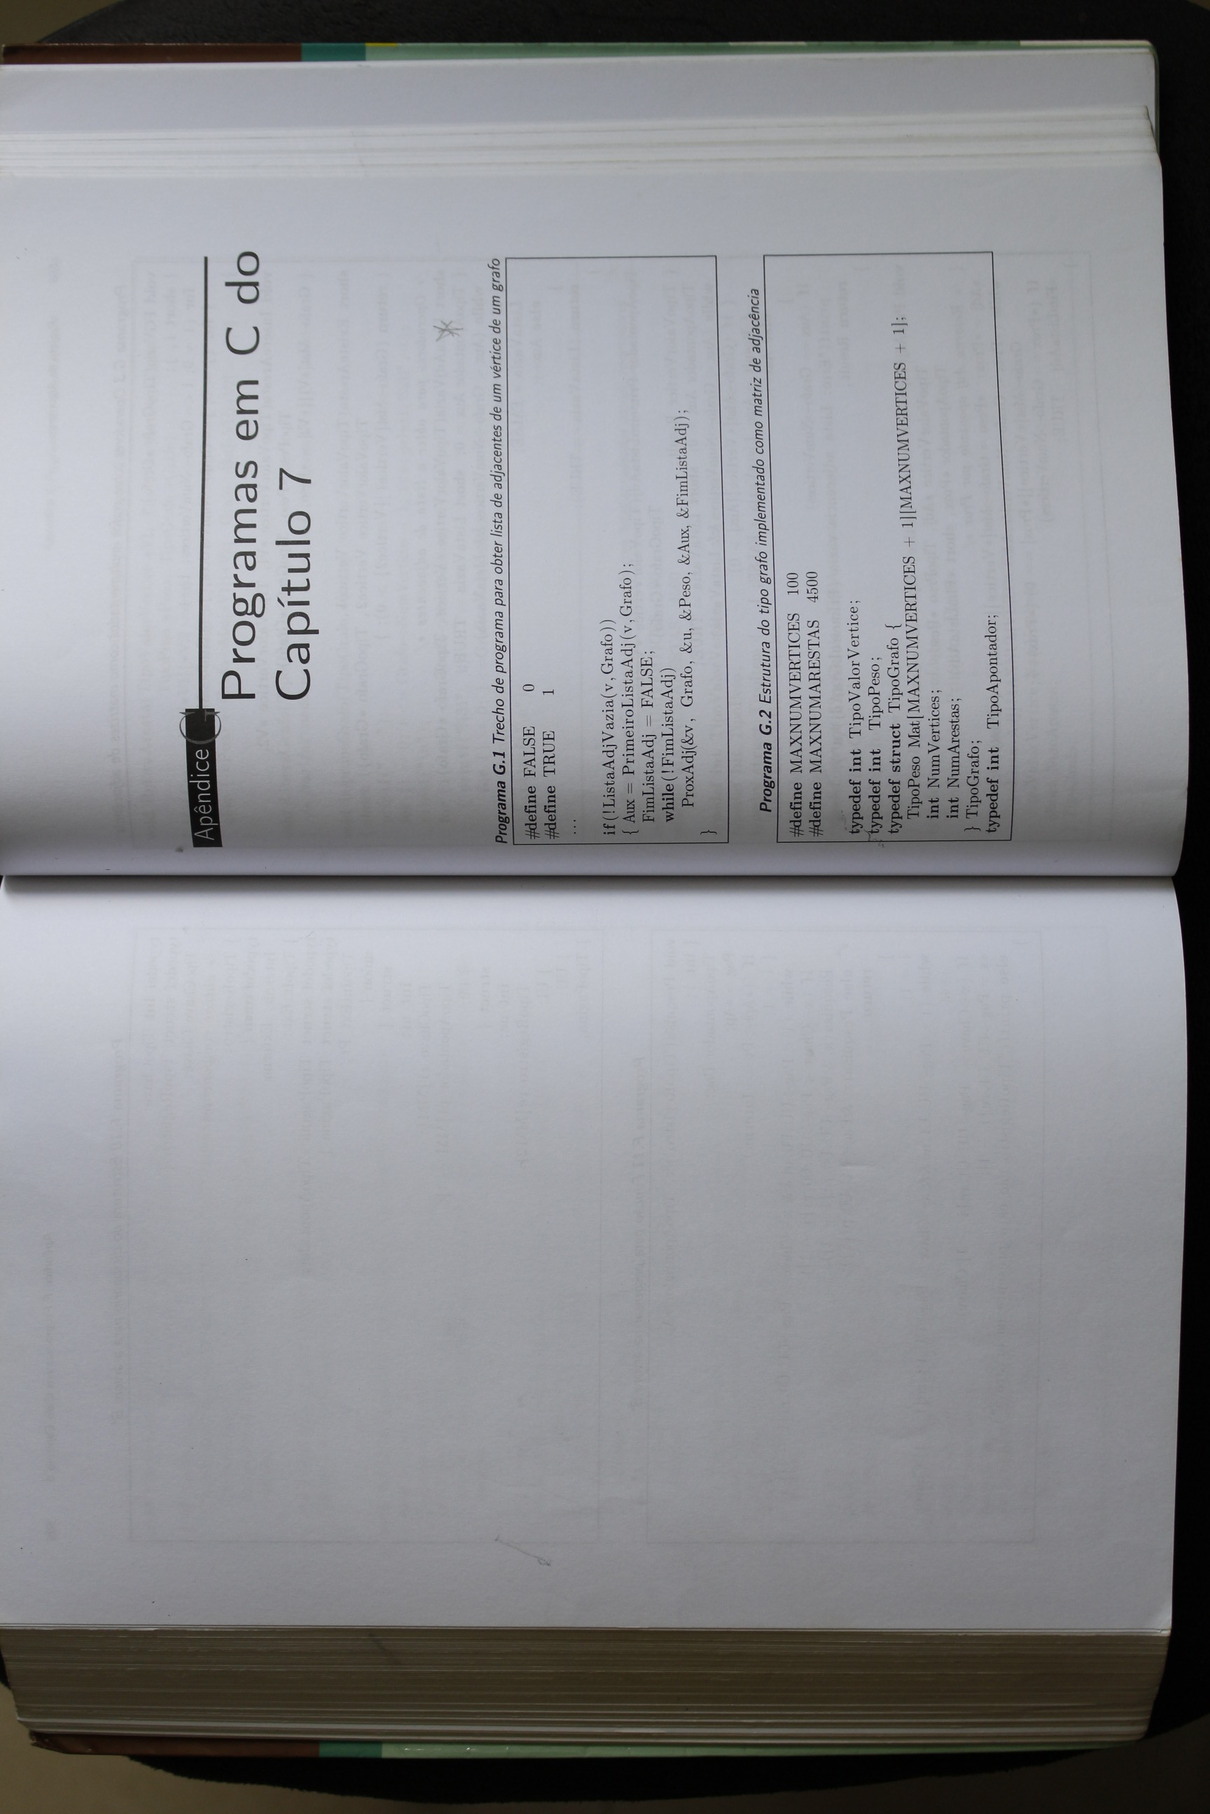 Apêndice G
Programas em C do
Capítulo 7
Programa G.1 Trecho de programa para obter lista de adjacentes de um vértice de um grafo
#define FALSE 0
#define TRUE 1
...
if(!ListaAdjVazia(v,Grafo))
{ Aux = PrimeiroListaAdj(v,Grafo);
FimListaAdj = FALSE;
while(!FimListaAdj)
ProxAdj(&v, Grafo, &u, &Peso, &Aux, &FimListaAdj);
}
Programa G.2 Estrutura do tipo grafo implementado como matriz de adjacência
#define MAXNUMVERTICES 100
#define MAXNUMARESTAS 4500
typedef int TipoValorVertice;
typedef int TipoPeso;
typedef struct TipoGrafo {
TipoPeso Mat[MAXNUMVERTICES + 1][MAXNUMVERTICES + 1];
int NumVertices;
int NumArestas;
} TipoGrafo;
typedef int TipoApontador;